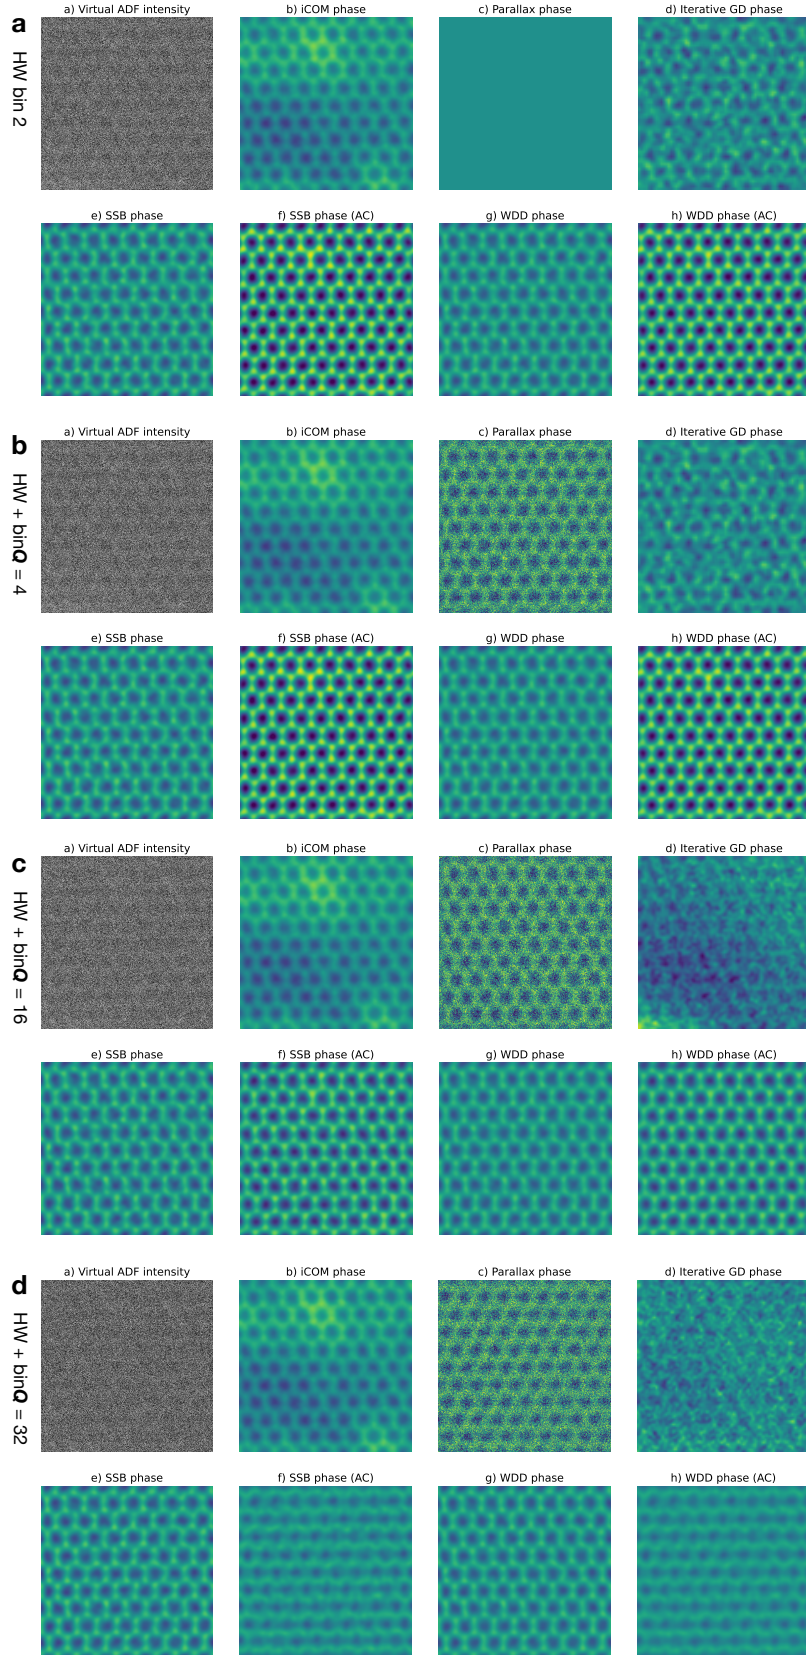 a
HW bin 2
a) Virtual ADF intensity
b) iCOM phase
c) Parallax phase
d) Iterative GD phase
e) SSB phase
f) SSB phase (AC)
g) WDD phase
h) WDD phase (AC)
b
HW + binQ = 4
a) Virtual ADF intensity
b) iCOM phase
c) Parallax phase
d) Iterative GD phase
e) SSB phase
f) SSB phase (AC)
g) WDD phase
h) WDD phase (AC)
c
HW + binQ = 16
a) Virtual ADF intensity
b) iCOM phase
c) Parallax phase
d) Iterative GD phase
e) SSB phase
f) SSB phase (AC)
g) WDD phase
h) WDD phase (AC)
d
HW + binQ = 32
a) Virtual ADF intensity
b) iCOM phase
c) Parallax phase
d) Iterative GD phase
e) SSB phase
f) SSB phase (AC)
g) WDD phase
h) WDD phase (AC)